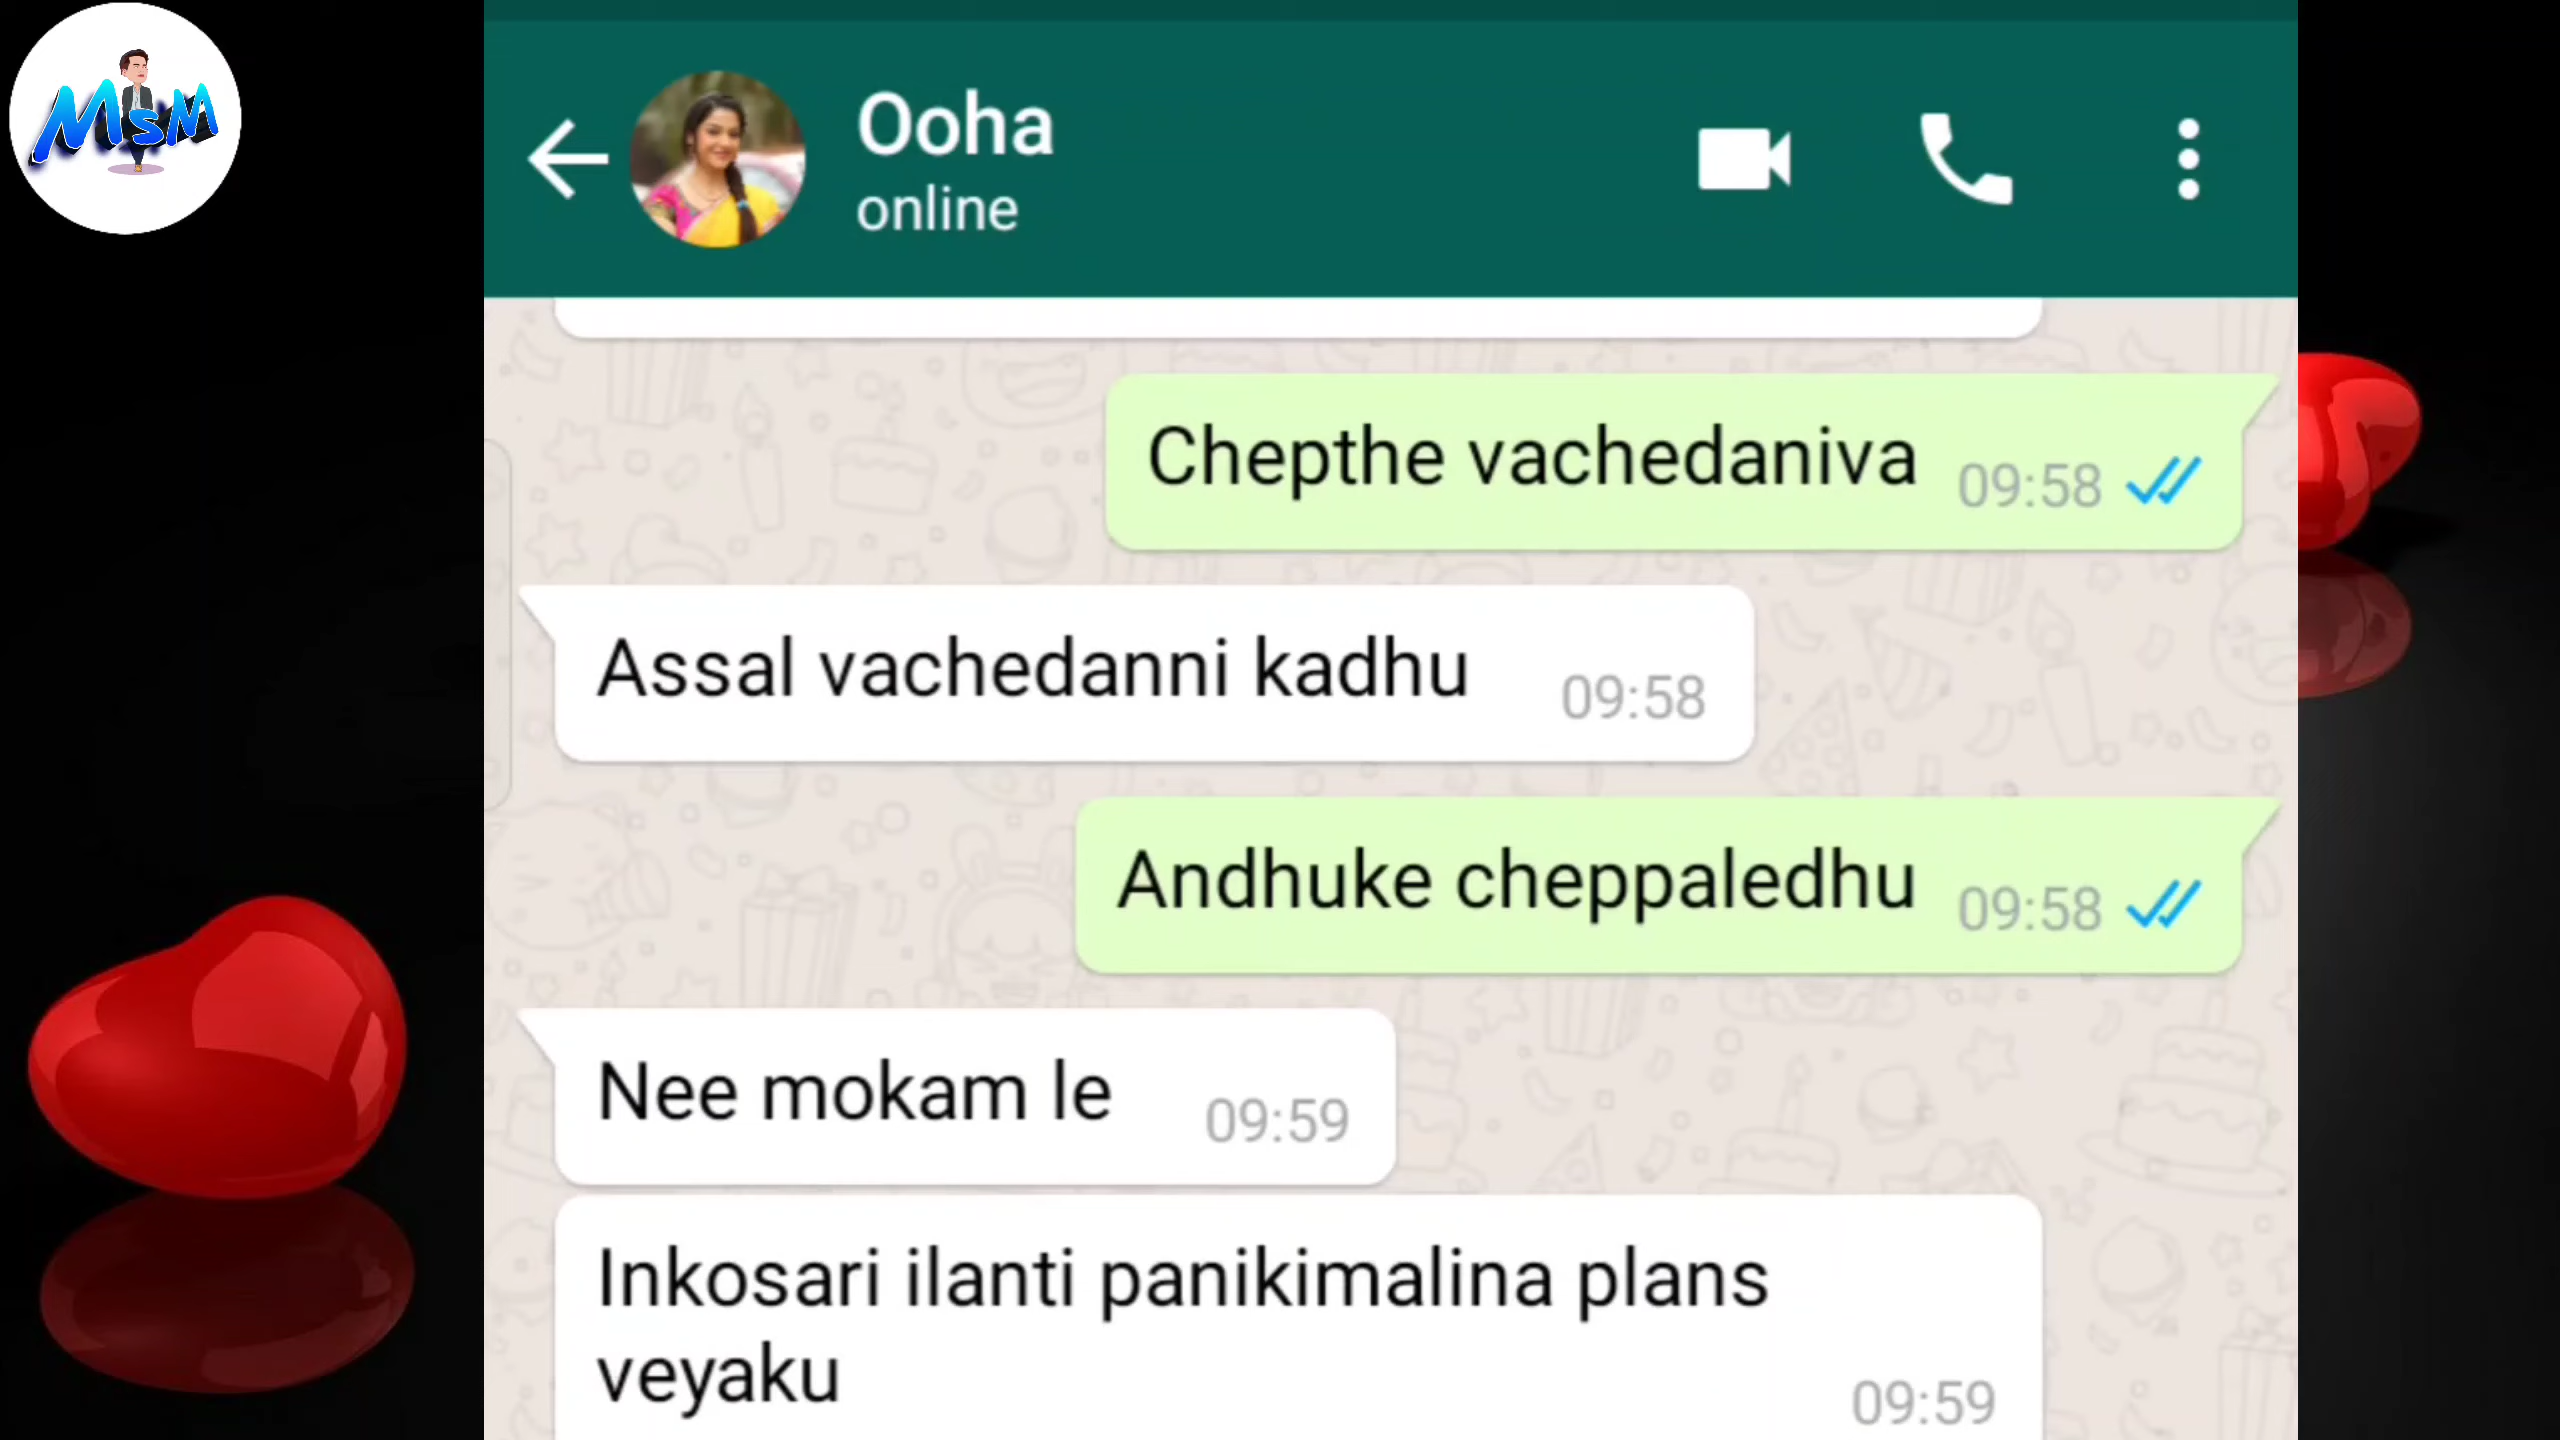 MSM
Ooha
online
Chepthe vachedaniva 09:58
Assal vachedanni kadhu 09:58
Andhuke cheppaledhu 09:58
Nee mokam le 09:59
Inkosari ilanti panikimalina plans
veyaku 09:59